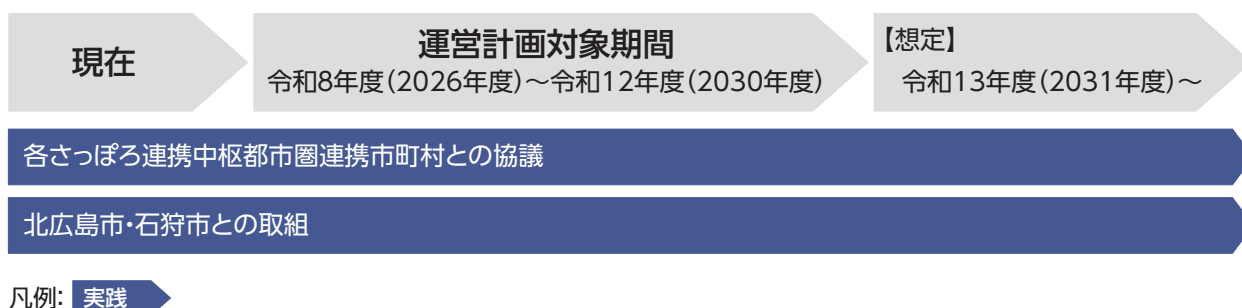 現在
運営計画対象期間
令和8年度(2026年度)～令和12年度(2030年度)
【想定】
令和13年度(2031年度)～
各さっぽろ連携中枢都市圏連携市町村との協議
北広島市・石狩市との取組
凡例: 実践